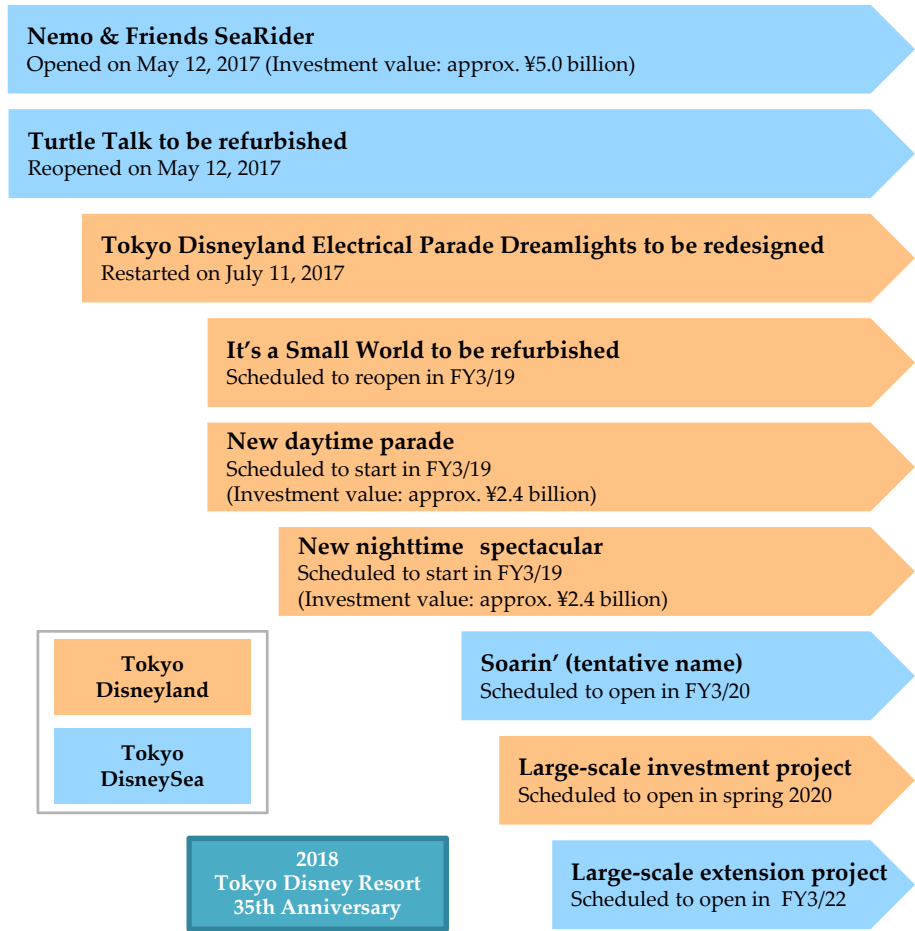 Nemo & Friends SeaRider
Opened on May 12, 2017 (Investment value: approx. ¥5.0 billion)
Turtle Talk to be refurbished
Reopened on May 12, 2017
Tokyo Disneyland Electrical Parade Dreamlights to be redesigned
Restarted on July 11, 2017
It's a Small World to be refurbished
Scheduled to reopen in FY3/19
New daytime parade
Scheduled to start in FY3/19
(Investment value: approx. ¥2.4 billion)
New nighttime spectacular
Scheduled to start in FY3/19
(Investment value: approx. ¥2.4 billion)
Tokyo
Disneyland
Tokyo
DisneySea
Soarin' (tentative name)
Scheduled to open in FY3/20
Large-scale investment project
Scheduled to open in spring 2020
2018
Tokyo Disney Resort
35th Anniversary
Large-scale extension project
Scheduled to open in FY3/22